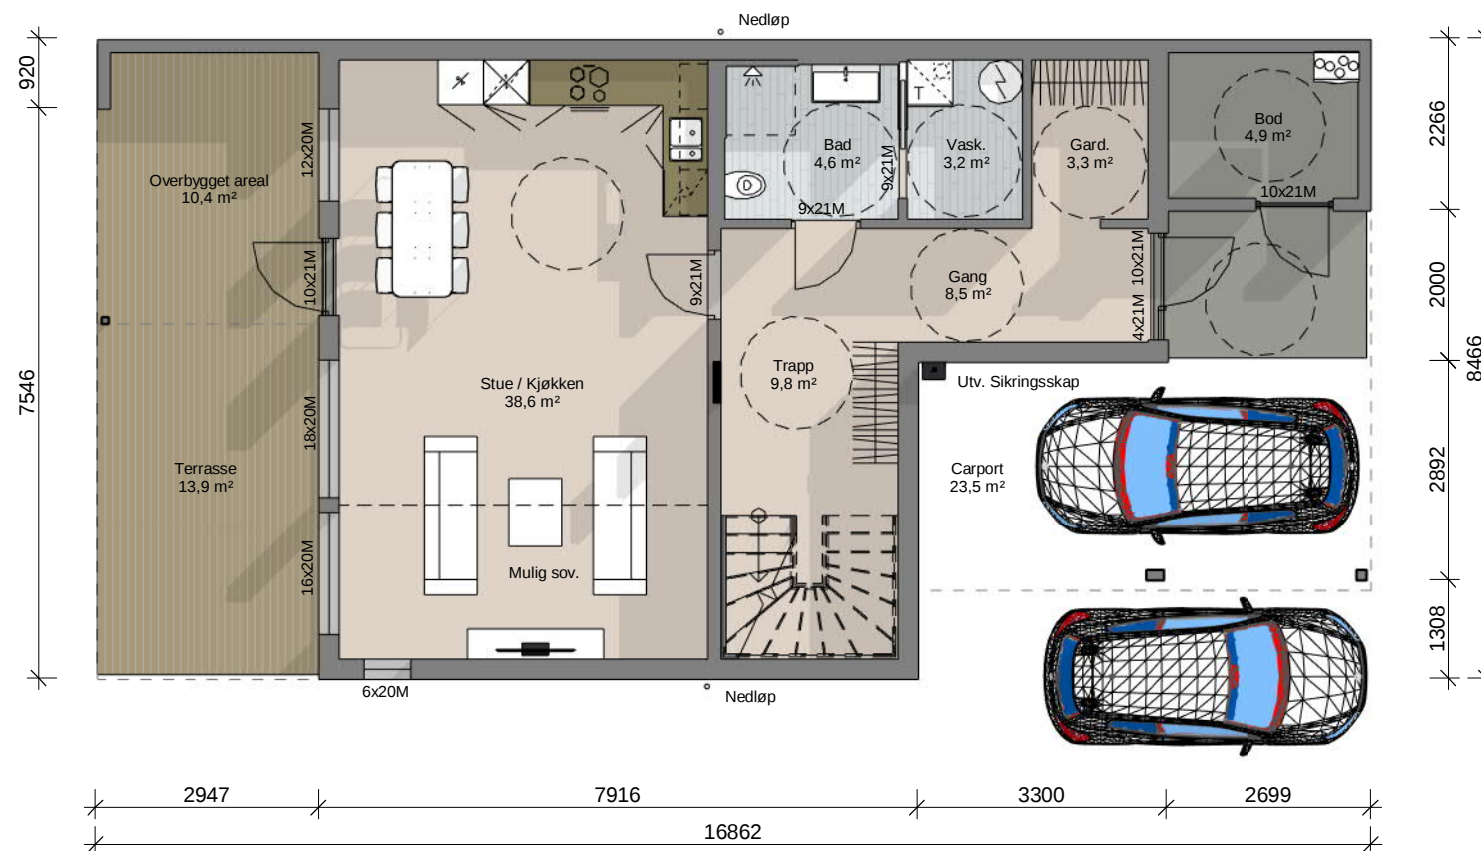 Nedløp
920
7546
2266
2000
2892
1308
8466
Overbygget areal
10,4 m²
12x20M
10x21M
18x20M
16x20M
Terrasse
13,9 m²
Stue / Kjøkken
38,6 m²
Mulig sov.
6x20M
9x21M
Bad
4,6 m²
9x21M
9x21M
T
Vask.
3,2 m²
Gard.
3,3 m²
Bod
4,9 m²
10x21M
Gang
8,5 m²
10x21M
4x21M
Trapp
9,8 m²
Utv. Sikringsskap
Carport
23,5 m²
Nedløp
2947
7916
3300
2699
16862